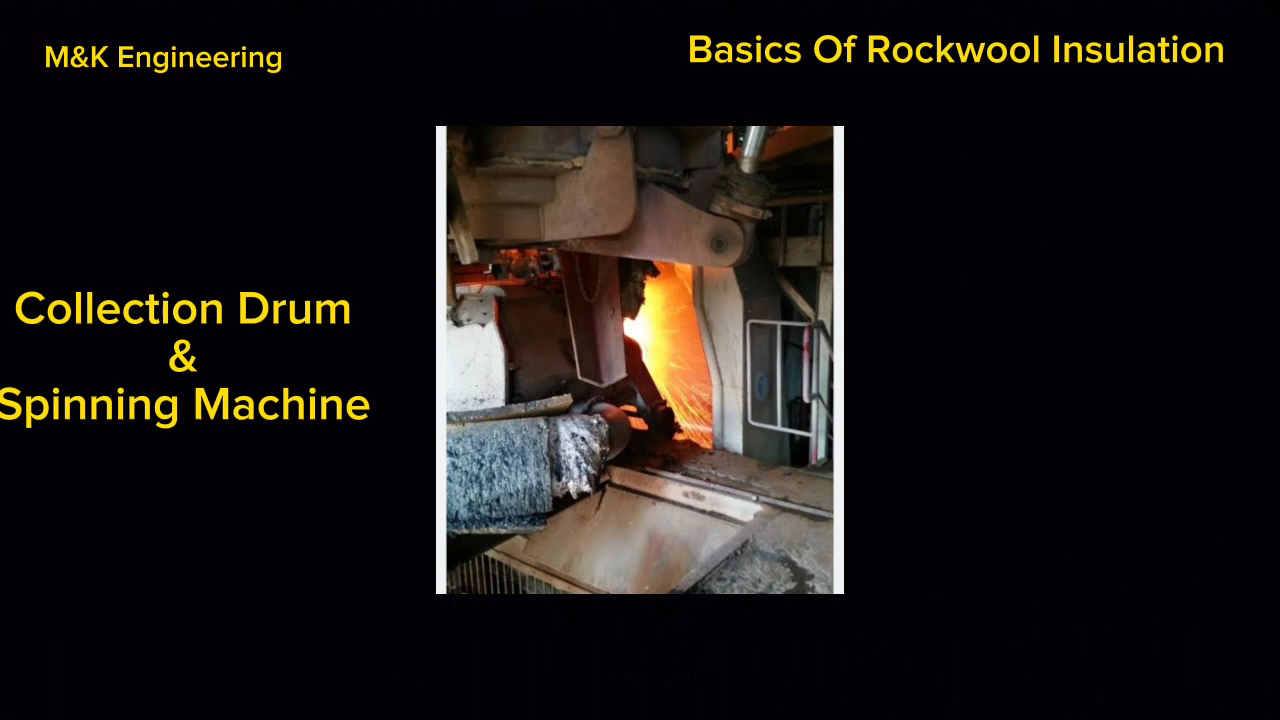 M&K Engineering
Basics Of Rockwool Insulation
Collection Drum
&
Spinning Machine